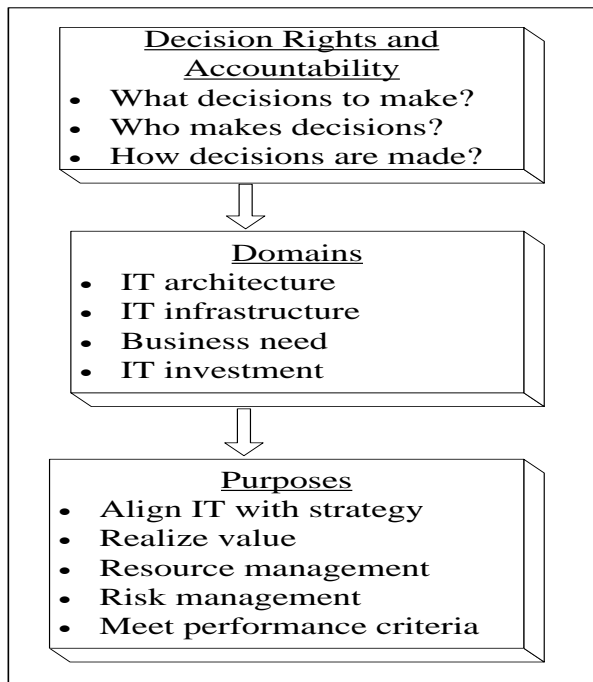 Decision Rights and
Accountability
• What decisions to make?
• Who makes decisions?
• How decisions are made?
Domains
• IT architecture
• IT infrastructure
• Business need
• IT investment
Purposes
• Align IT with strategy
• Realize value
• Resource management
• Risk management
• Meet performance criteria